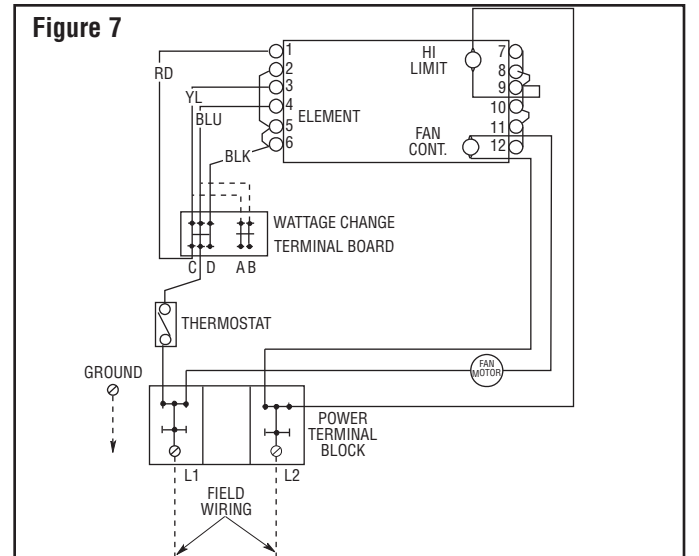 Figure 7
RD
YL
BLU
BLK
1
2
3
4
5
6
ELEMENT
HI
LIMIT
FAN
CONT.
7
8
9
10
11
12
WATTAGE CHANGE
TERMINAL BOARD
C D A B
THERMOSTAT
GROUND
FAN
MOTOR
POWER
TERMINAL
BLOCK
L1 L2
FIELD
WIRING